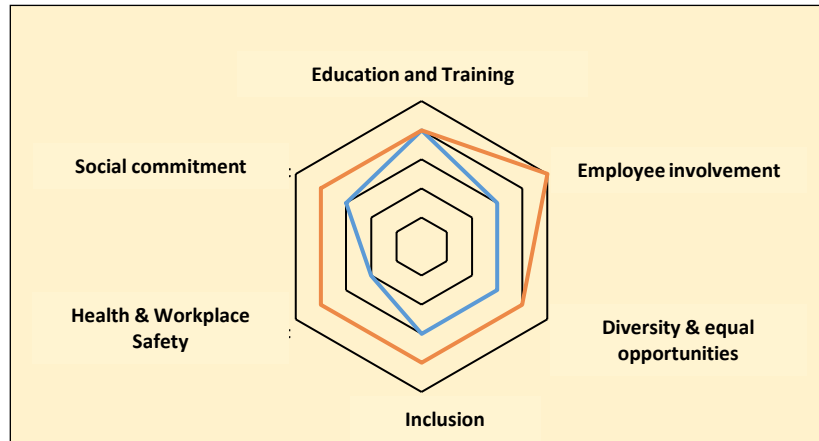 Education and Training
Social commitment
Employee involvement
Health & Workplace
Safety
Diversity & equal
opportunities
Inclusion